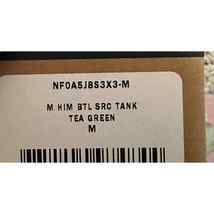 NF0A5J8S3X3-M
M HIM BTL SRC TANK
TEA GREEN
M